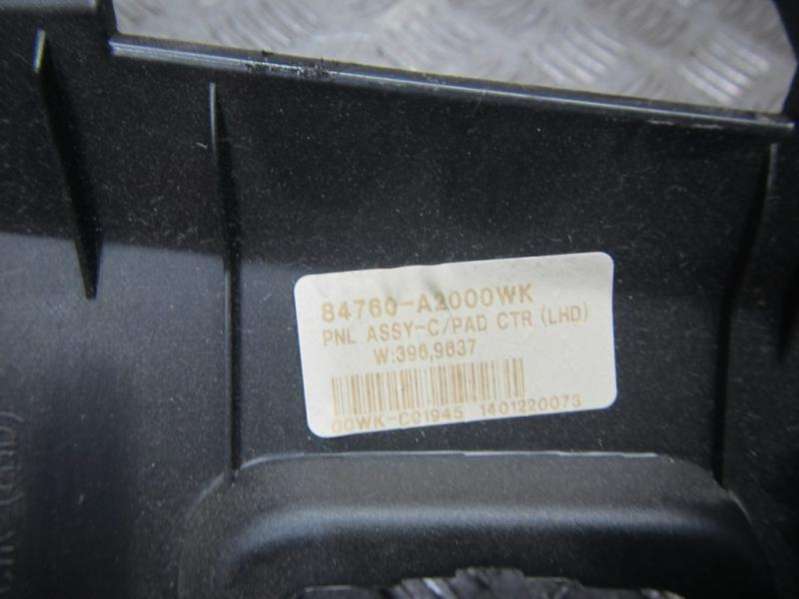 84760-A2000WK
PNL ASSY-C/PAD CTR (LHD)
W:396,9637
00WK-C01945 1401220073